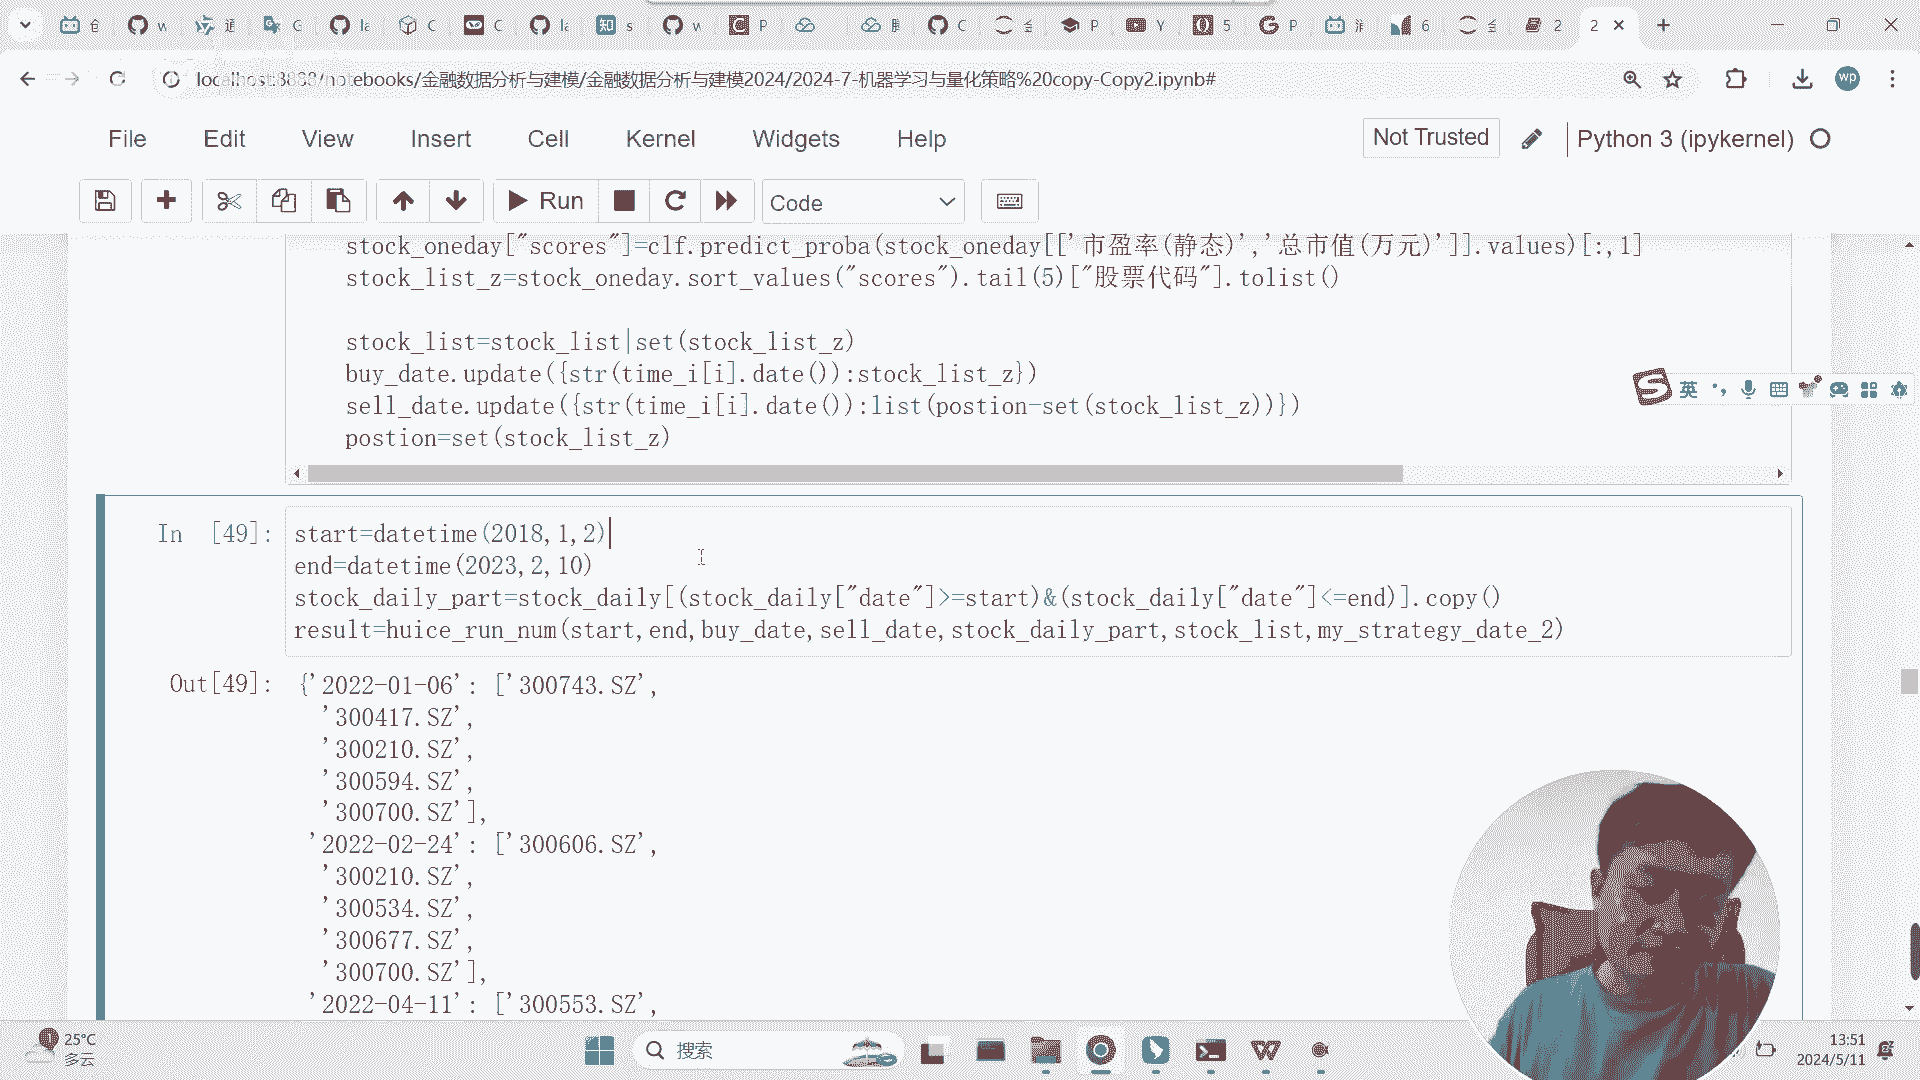 localhost:8888/notebooks/金融数据分析与建模/金融数据分析与建模2024/2024-7-机器学习与量化策略%20copy-Copy2.ipynb#
wp
File Edit View Insert Cell Kernel Widgets Help
Not Trusted
Python 3 (ipykernel)
Run
Code
stock_oneday["scores"]=clf.predict_proba(stock_oneday[['市盈率(静态)','总市值(万元)']].values)[:,1]
stock_list_z=stock_oneday.sort_values("scores").tail(5)["股票代码"].tolist()
stock_list=stock_list|set(stock_list_z)
buy_date.update({str(time_i[i].date()):stock_list_z})
sell_date.update({str(time_i[i].date()):list(postion-set(stock_list_z))})
postion=set(stock_list_z)
英
In [49]:
start=datetime(2018,1,2)
end=datetime(2023,2,10)
stock_daily_part=stock_daily[(stock_daily["date"]>=start)&(stock_daily["date"]<=end)].copy()
result=huice_run_num(start,end,buy_date,sell_date,stock_daily_part,stock_list,my_strategy_date_2)
Out[49]: {'2022-01-06': ['300743.SZ',
'300417.SZ',
'300210.SZ',
'300594.SZ',
'300700.SZ'],
'2022-02-24': ['300606.SZ',
'300210.SZ',
'300534.SZ',
'300677.SZ',
'300700.SZ'],
'2022-04-11': ['300553.SZ',
25°C
多云
搜索
13:51
2024/5/11